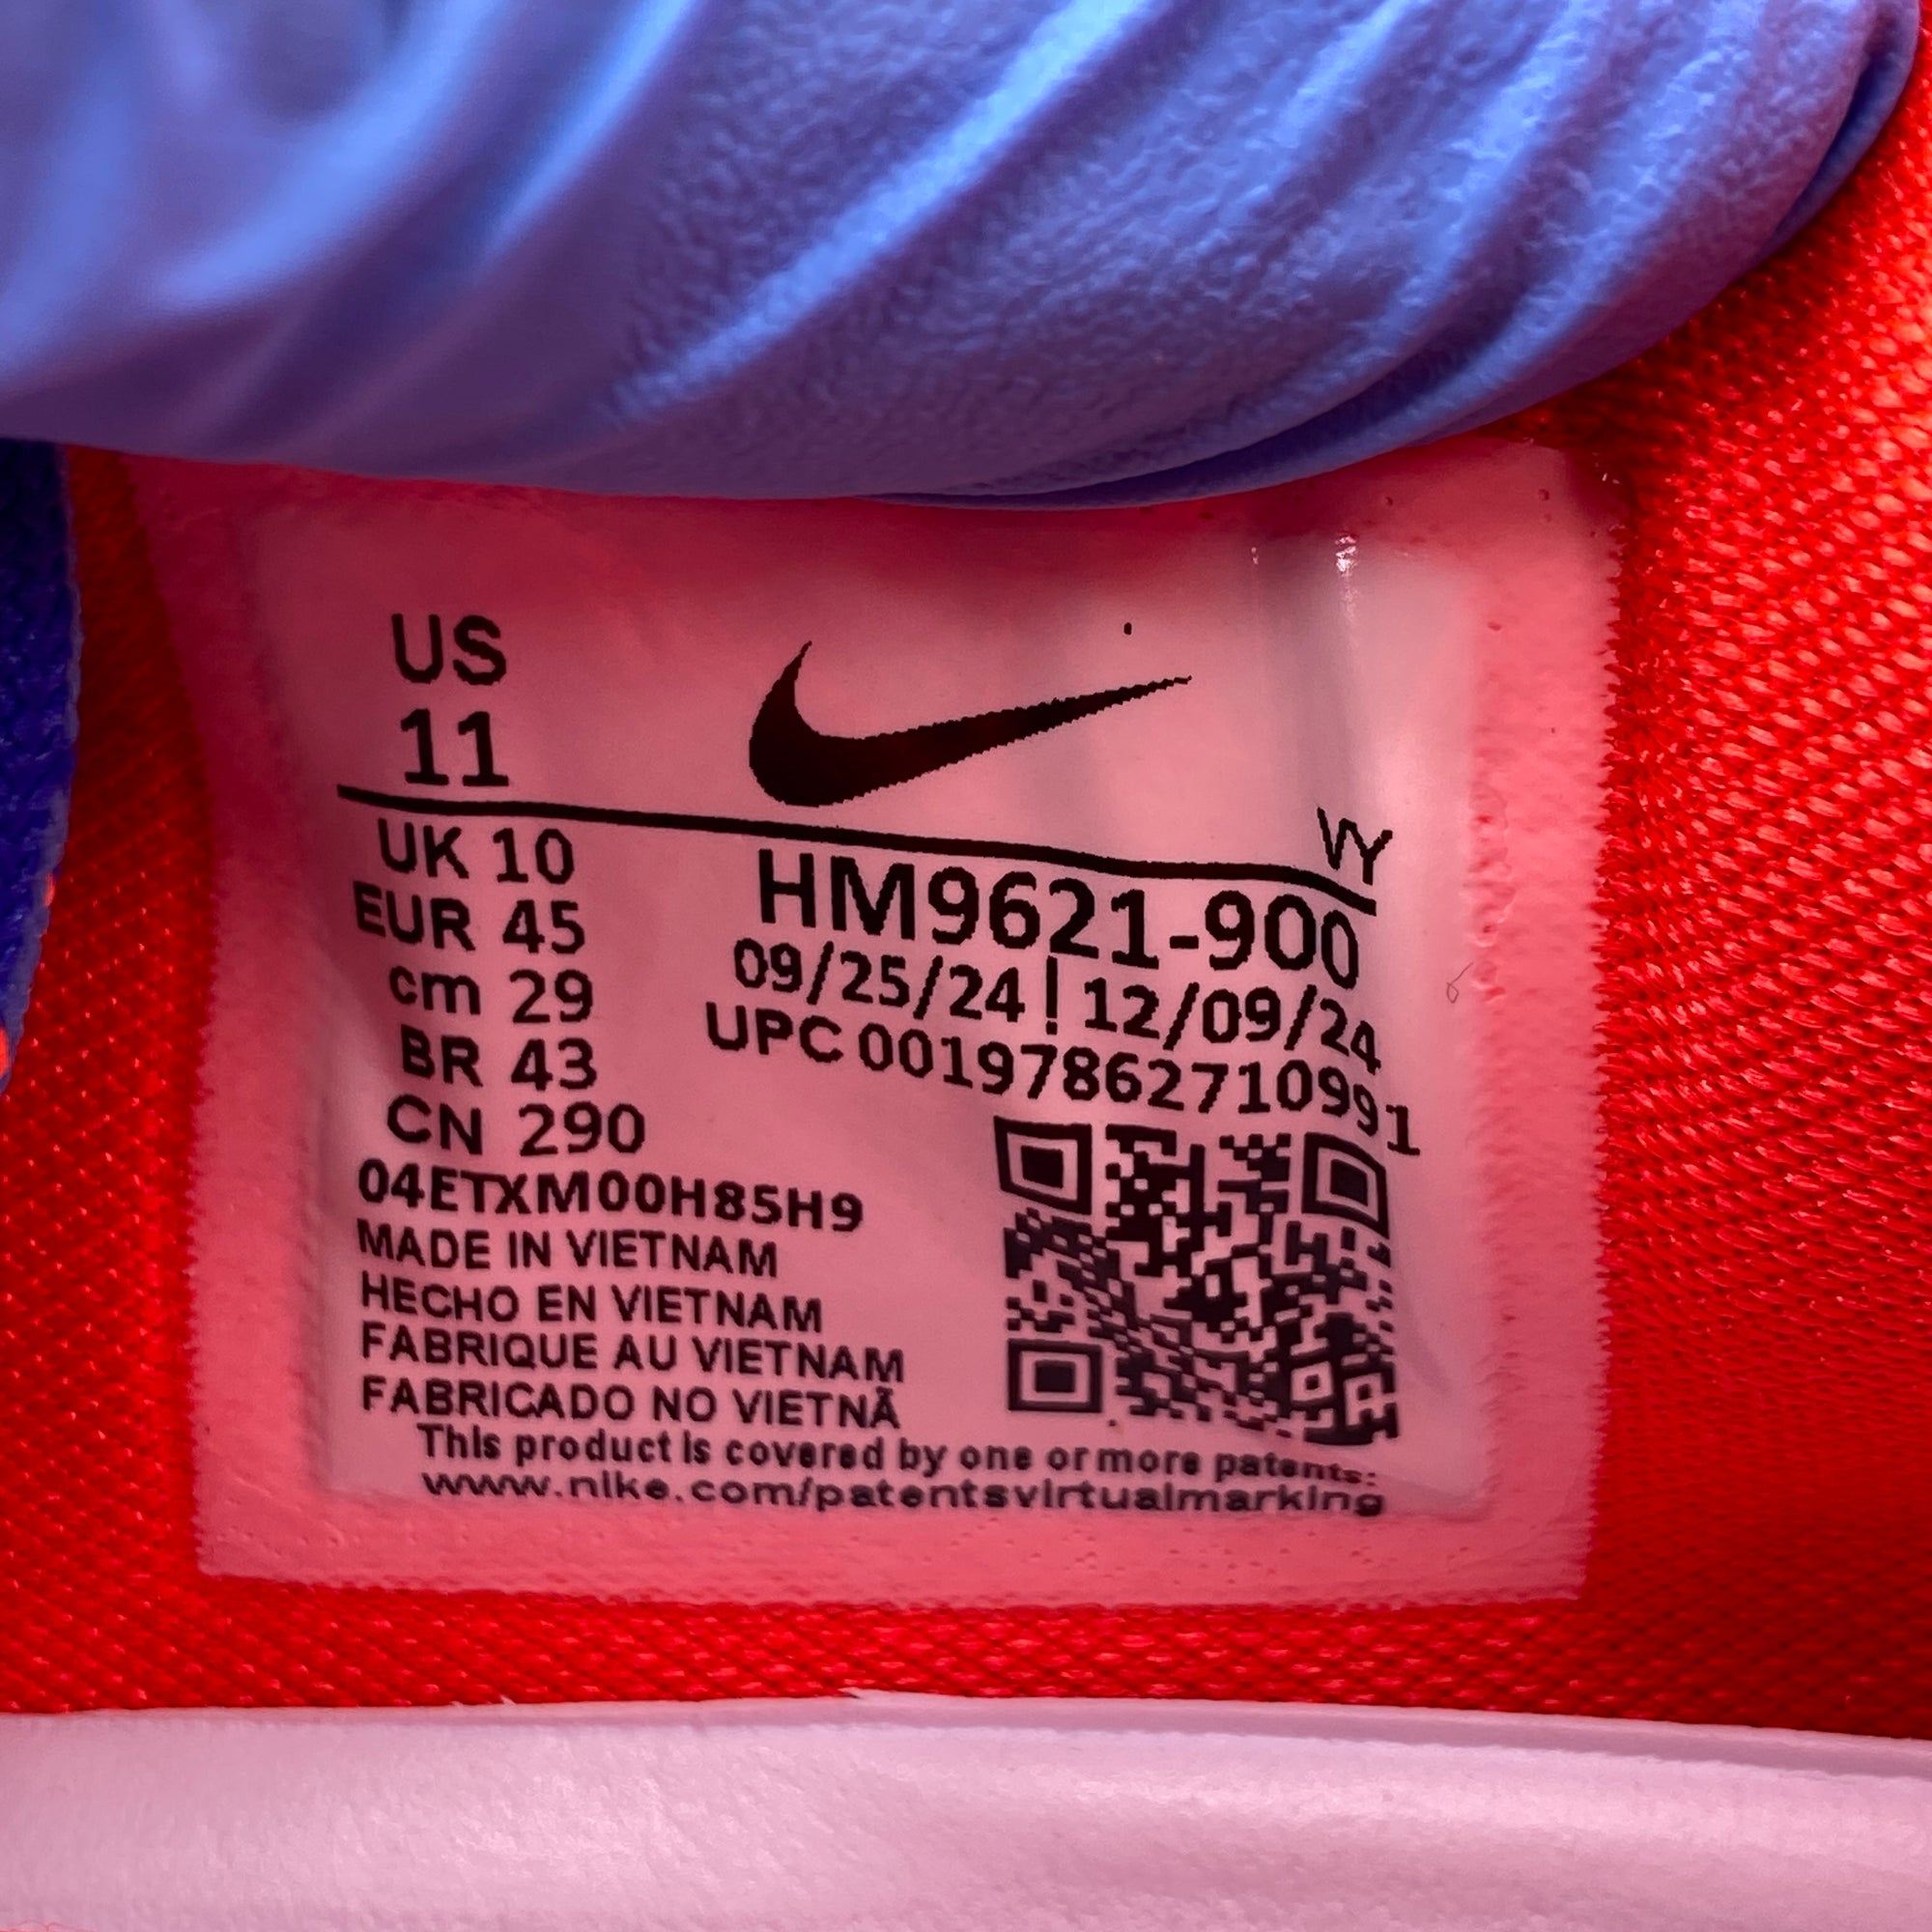 US
11
VY
UK 10
EUR 45
cm 29
BR 43
CN 290
HM9621-900
09/25/24 | 12/09/24
UPC 00197862710991
04ETXM00H85H9
MADE IN VIETNAM
HECHO EN VIETNAM
FABRIQUE AU VIETNAM
FABRICADO NO VIETNÃ
This product is covered by one or more patents:
www.nike.com/patentsvirtualmarking